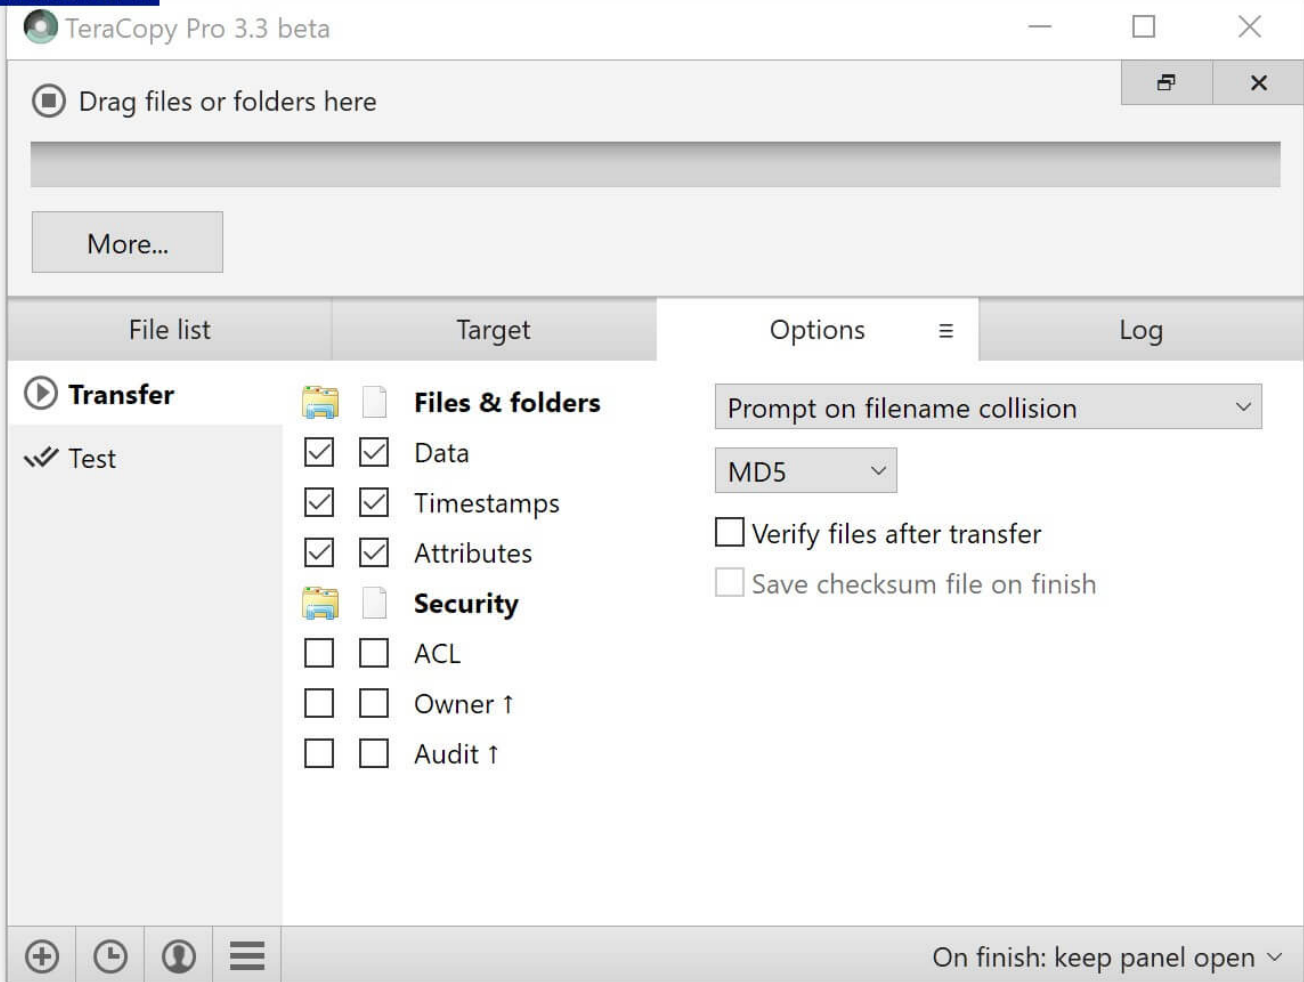 TeraCopy Pro 3.3 beta
Drag files or folders here
More...
File list
Target
Options
Log
Transfer
Test
Files & folders
Data
Timestamps
Attributes
Security
ACL
Owner ↑
Audit ↑
Prompt on filename collision
MD5
Verify files after transfer
Save checksum file on finish
On finish: keep panel open